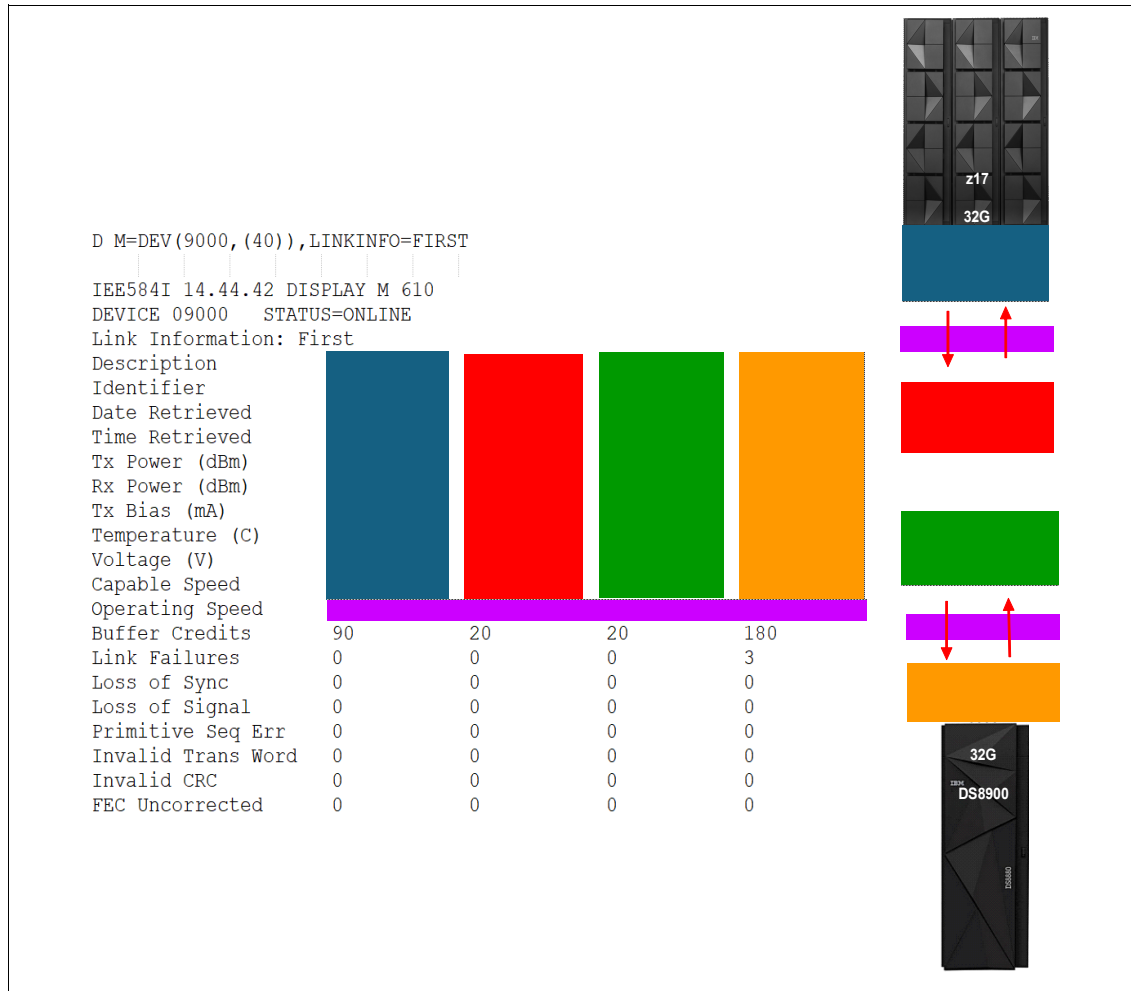 z17
32G
D M=DEV(9000,(40)),LINKINFO=FIRST
IEE584I 14.44.42 DISPLAY M 610
DEVICE 09000 STATUS=ONLINE
Link Information: First
Description
Identifier
Date Retrieved
Time Retrieved
Tx Power (dBm)
Rx Power (dBm)
Tx Bias (mA)
Temperature (C)
Voltage (V)
Capable Speed
Operating Speed
Buffer Credits 90 20 20 180
Link Failures 0 0 0 3
Loss of Sync 0 0 0 0
Loss of Signal 0 0 0 0
Primitive Seq Err 0 0 0 0
Invalid Trans Word 0 0 0 0
Invalid CRC 0 0 0 0
FEC Uncorrected 0 0 0 0
32G
IBM
DS8900
DS8880